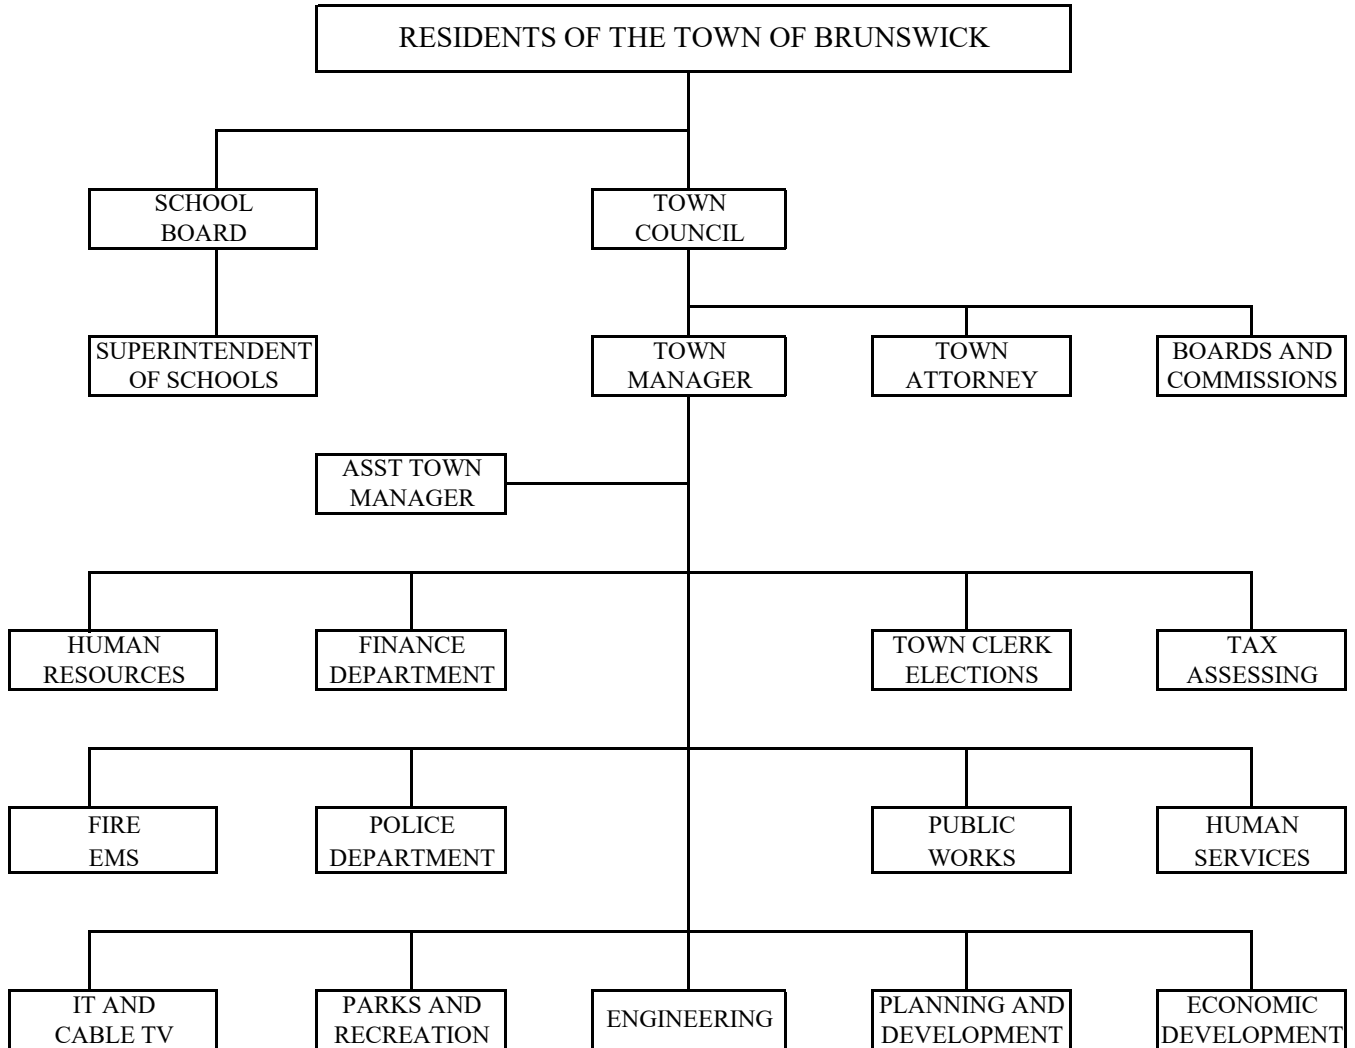 RESIDENTS OF THE TOWN OF BRUNSWICK
SCHOOL
BOARD
TOWN
COUNCIL
SUPERINTENDENT
OF SCHOOLS
TOWN
MANAGER
TOWN
ATTORNEY
BOARDS AND
COMMISSIONS
ASST TOWN
MANAGER
HUMAN
RESOURCES
FINANCE
DEPARTMENT
TOWN CLERK
ELECTIONS
TAX
ASSESSING
FIRE
EMS
POLICE
DEPARTMENT
PUBLIC
WORKS
HUMAN
SERVICES
IT AND
CABLE TV
PARKS AND
RECREATION
ENGINEERING
PLANNING AND
DEVELOPMENT
ECONOMIC
DEVELOPMENT